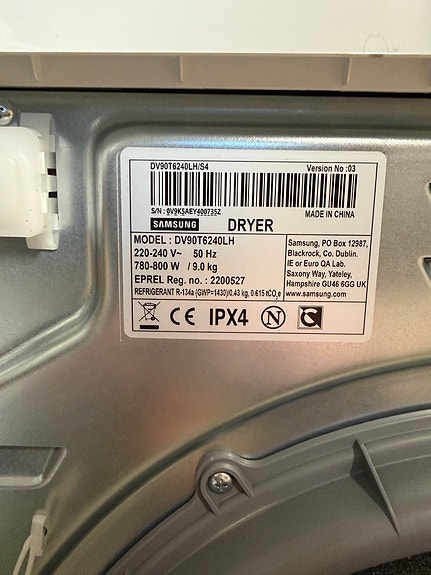 DV90T6240LH/S4
Version No :03
S/N : 0V9K5AEY400735Z
MADE IN CHINA
SAMSUNG
DRYER
MODEL : DV90T6240LH
220-240 V~ 50 Hz
780-800 W / 9.0 kg
EPREL Reg. no. : 2200527
REFRIGERANT R-134a (GWP=1430)/0.43 kg, 0.615 tCO₂e
Samsung, PO Box 12987,
Blackrock, Co. Dublin.
IE or Euro QA Lab.
Saxony Way, Yateley,
Hampshire GU46 6GG UK
www.samsung.com
CE IPX4 N